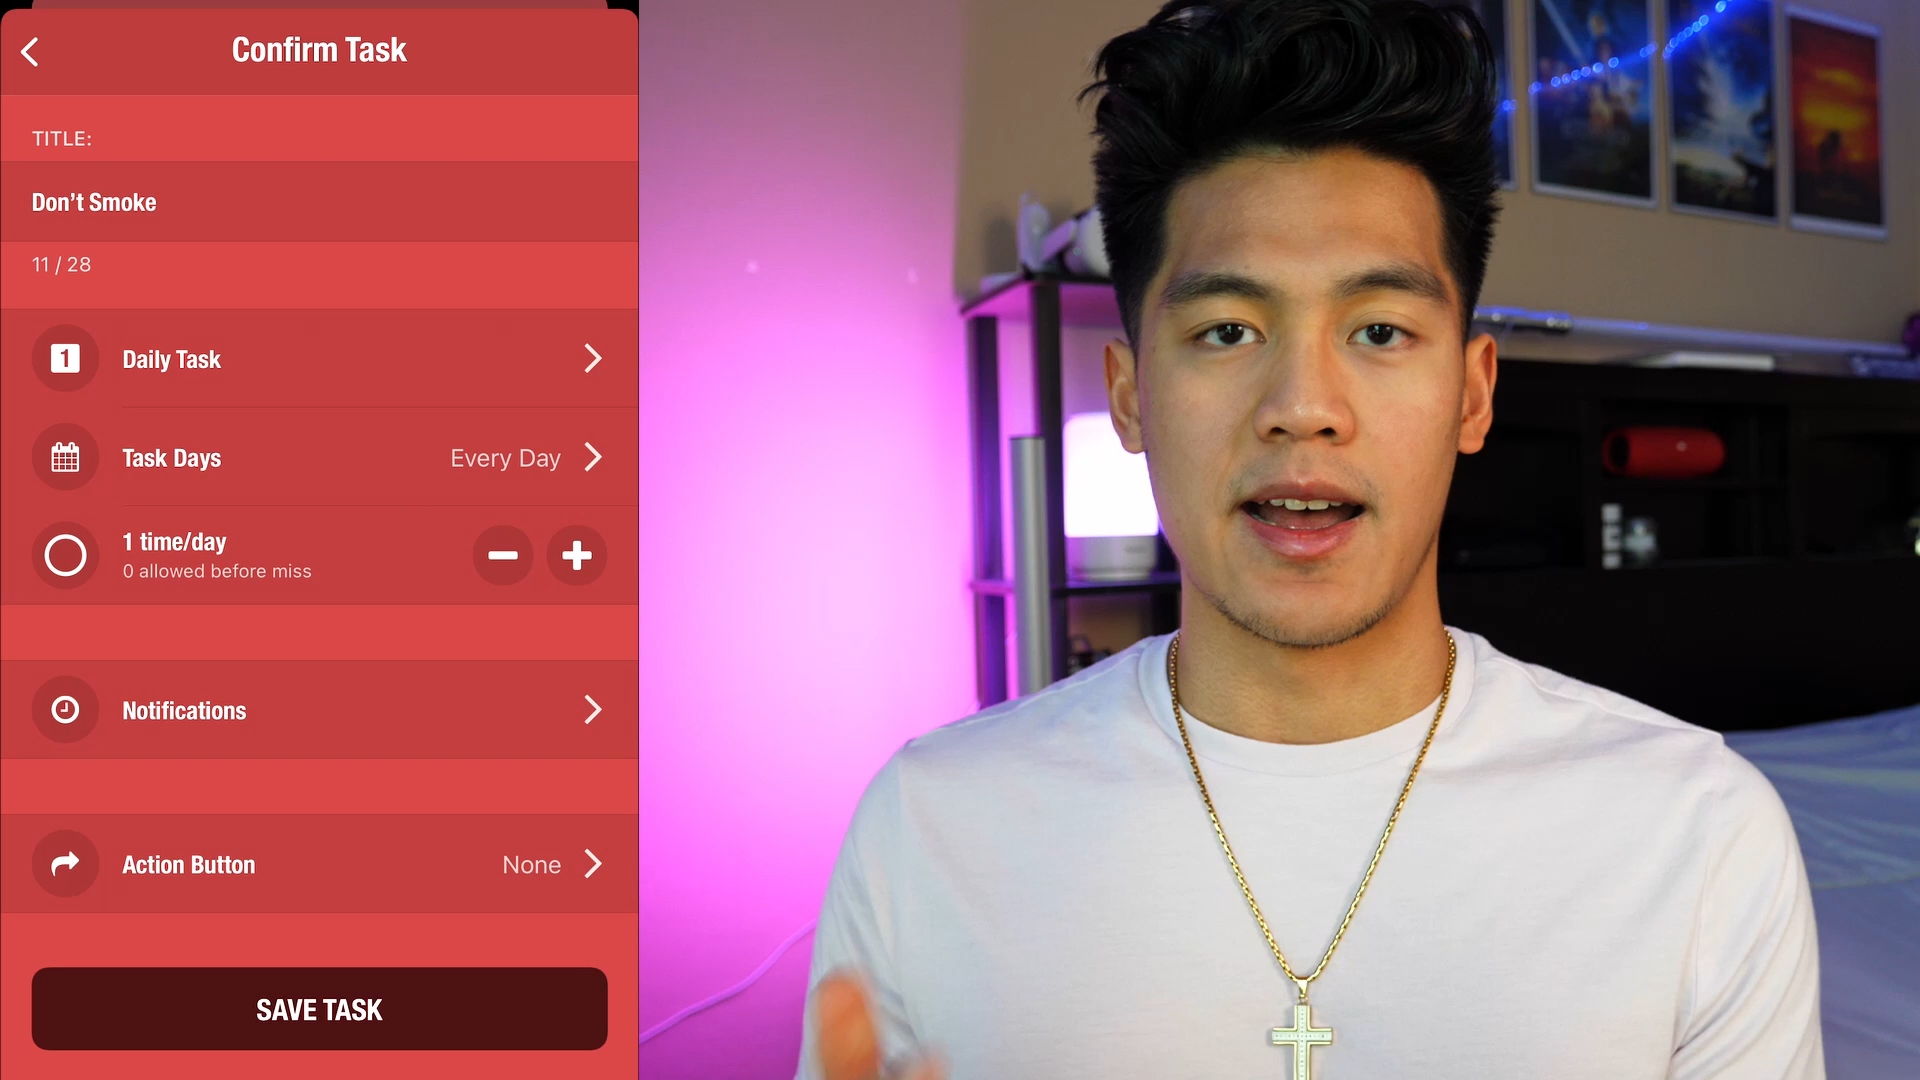 Confirm Task
TITLE:
Don't Smoke
11 / 28
1
Daily Task
Task Days
Every Day
1 time/day
0 allowed before miss
Notifications
Action Button
None
SAVE TASK